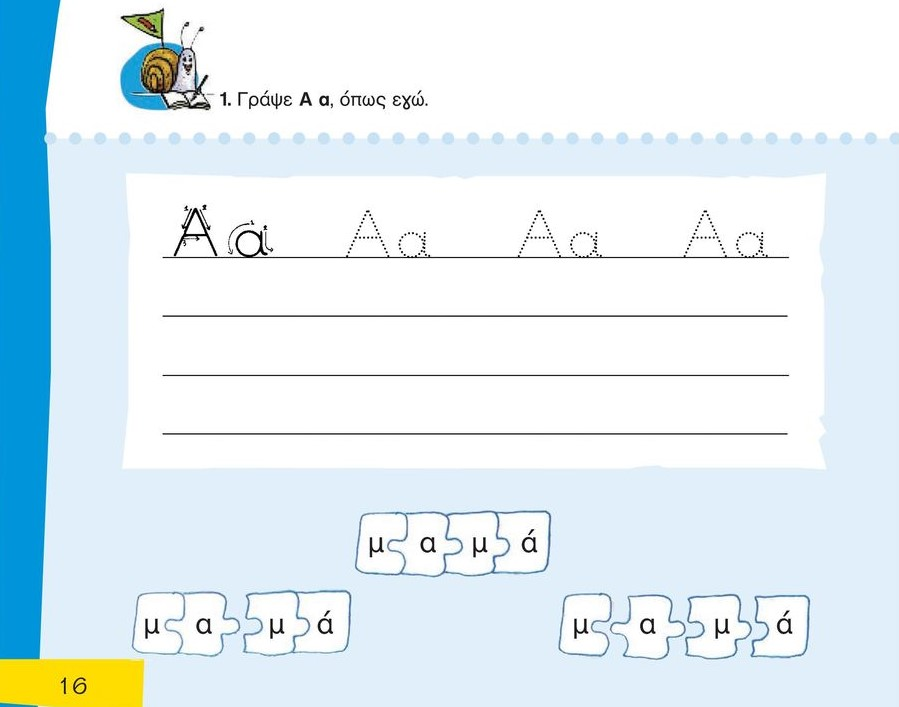 1. Γράψε Α α, όπως εγώ.
Α α Α α Α α Α α
μ α μ ά
μ α μ ά
μ α μ ά
16